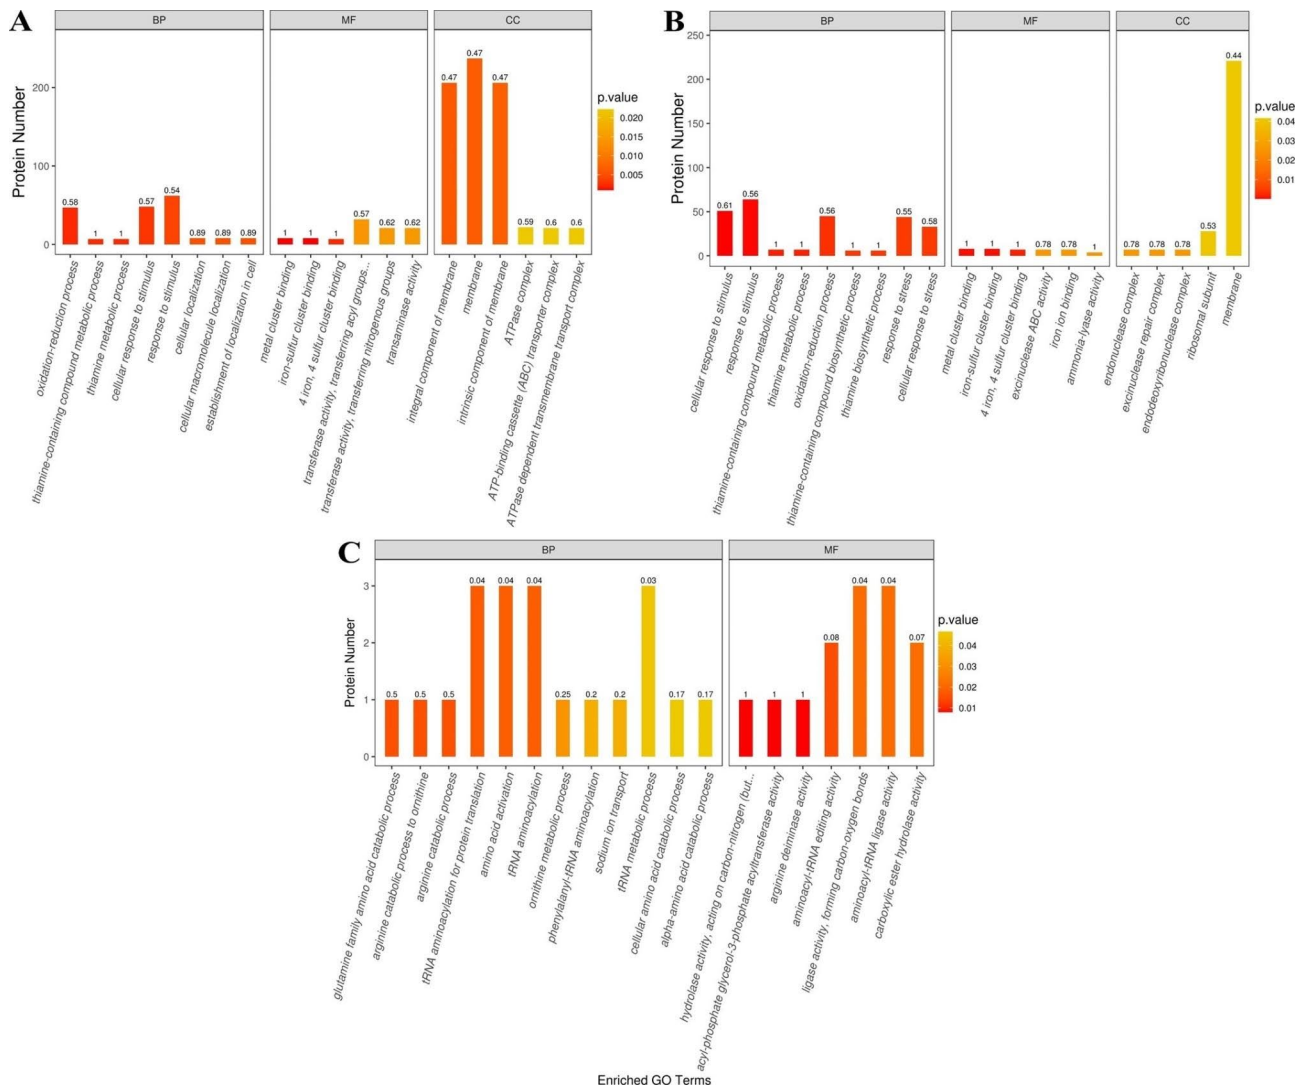 A
BP
MF
CC
Protein Number
200
100
0
0.58
1
1
0.57
0.54
0.89
0.89
0.89
1
1
1
0.57
0.62
0.62
0.47
0.47
0.47
0.59
0.6
0.6
p.value
0.020
0.015
0.010
0.005
oxidation-reduction process
thiamine-containing compound metabolic process
thiamine metabolic process
cellular response to stimulus
response to stimulus
cellular localization
cellular macromolecule localization
establishment of localization in cell
metal cluster binding
iron-sulfur cluster binding
4 iron, 4 sulfur cluster binding
transferase activity, transferring acyl groups...
transferase activity, transferring nitrogenous groups
transaminase activity
integral component of membrane
membrane
intrinsic component of membrane
ATPase complex
ATP-binding cassette (ABC) transporter complex
ATPase dependent transmembrane transport complex
B
BP
MF
CC
Protein Number
250
200
150
100
50
0
0.61
0.56
1
1
0.56
1
1
0.55
0.58
1
1
1
0.78
0.78
1
0.78
0.78
0.78
0.53
0.44
p.value
0.04
0.03
0.02
0.01
cellular response to stimulus
response to stimulus
thiamine-containing compound metabolic process
thiamine metabolic process
oxidation-reduction process
thiamine-containing compound biosynthetic process
thiamine biosynthetic process
response to stress
cellular response to stress
metal cluster binding
iron-sulfur cluster binding
4 iron, 4 sulfur cluster binding
excinuclease ABC activity
iron ion binding
ammonia-lyase activity
endonuclease complex
excinuclease repair complex
endodeoxyribonuclease complex
ribosomal subunit
membrane
C
BP
MF
Protein Number
3
2
1
0
0.5
0.5
0.5
0.04
0.04
0.04
0.25
0.2
0.2
0.03
0.17
0.17
1
1
1
0.08
0.04
0.04
0.07
p.value
0.04
0.03
0.02
0.01
glutamine family amino acid catabolic process
arginine catabolic process to ornithine
arginine catabolic process
tRNA aminoacylation for protein translation
amino acid activation
tRNA aminoacylation
ornithine metabolic process
phenylalanyl-tRNA aminoacylation
sodium ion transport
tRNA metabolic process
cellular amino acid catabolic process
alpha-amino acid catabolic process
hydrolase activity, acting on carbon-nitrogen (but...
acyl-phosphate glycerol-3-phosphate acyltransferase activity
arginine deiminase activity
aminoacyl-tRNA editing activity
ligase activity, forming carbon-oxygen bonds
aminoacyl-tRNA ligase activity
carboxylic ester hydrolase activity
Enriched GO Terms